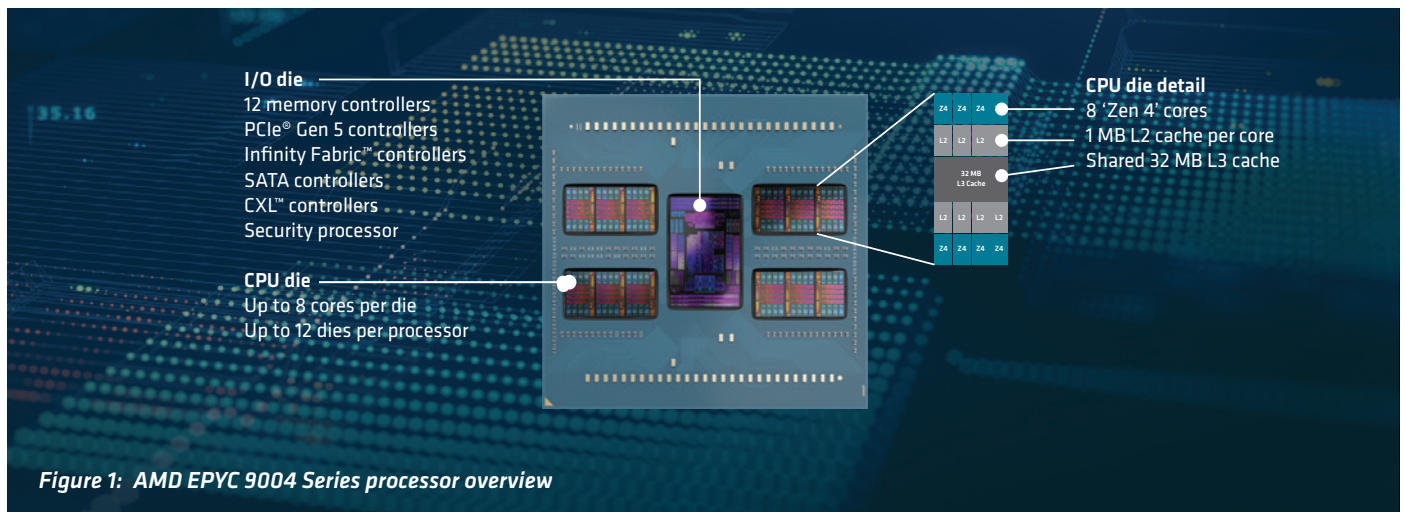 35.16
I/O die
12 memory controllers
PCIe® Gen 5 controllers
Infinity Fabric™ controllers
SATA controllers
CXL™ controllers
Security processor
CPU die
Up to 8 cores per die
Up to 12 dies per processor
Z4 Z4 Z4
L2 L2 L2
32 MB
L3 Cache
L2 L2 L2 L2
Z4 Z4 Z4 Z4
CPU die detail
8 ‘Zen 4’ cores
1 MB L2 cache per core
Shared 32 MB L3 cache
Figure 1: AMD EPYC 9004 Series processor overview